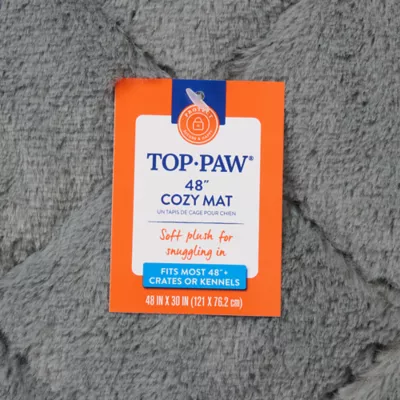 PROTECT
TOP·PAW®
48"
COZY MAT
UN TAPIS DE CAGE POUR CHIEN
Soft plush for
snuggling in
FITS MOST 48"+
CRATES OR KENNELS
48 IN X 30 IN (121 X 76.2 cm)